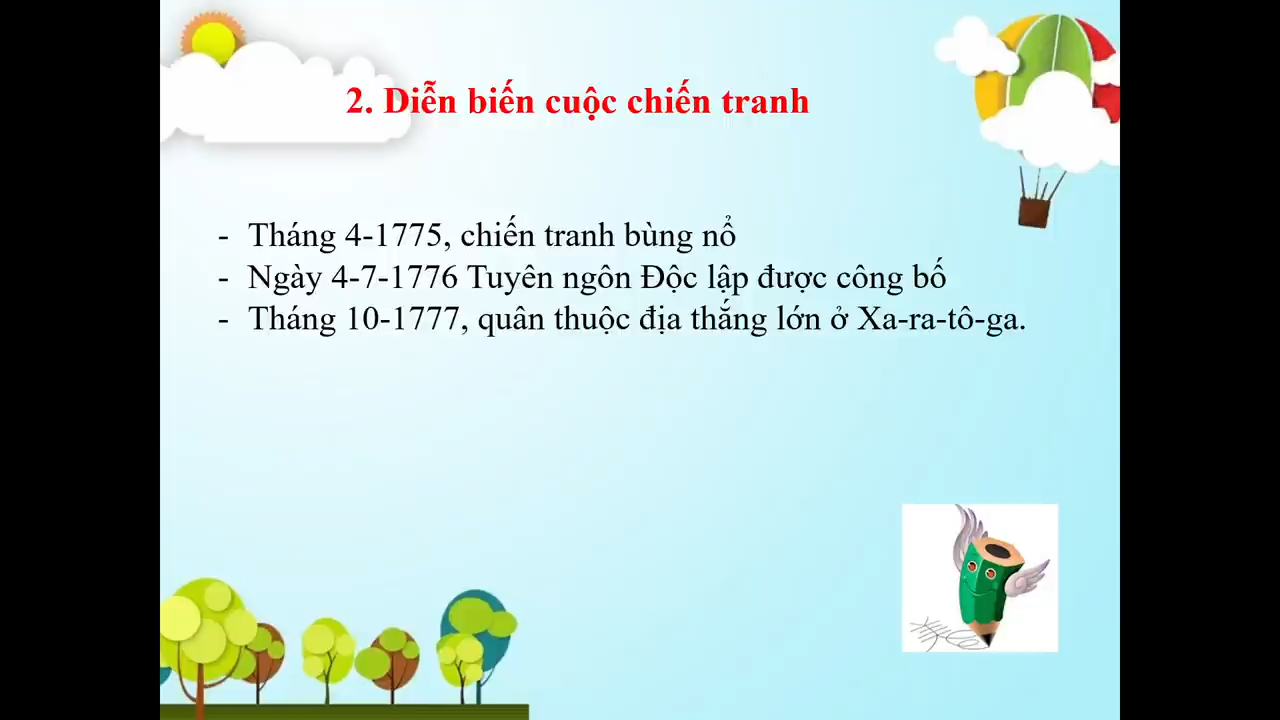 2. Diễn biến cuộc chiến tranh
- Tháng 4-1775, chiến tranh bùng nổ
- Ngày 4-7-1776 Tuyên ngôn Độc lập được công bố
- Tháng 10-1777, quân thuộc địa thắng lớn ở Xa-ra-tô-ga.